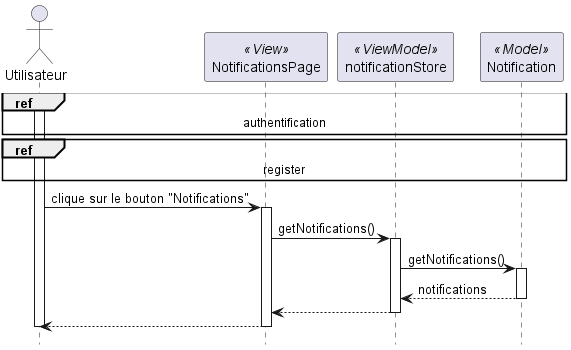 « View »
« ViewModel »
« Model »
Utilisateur
NotificationsPage
notificationStore
Notification
ref
authentification
ref
register
clique sur le bouton "Notifications"
getNotifications()
getNotifications()
notifications